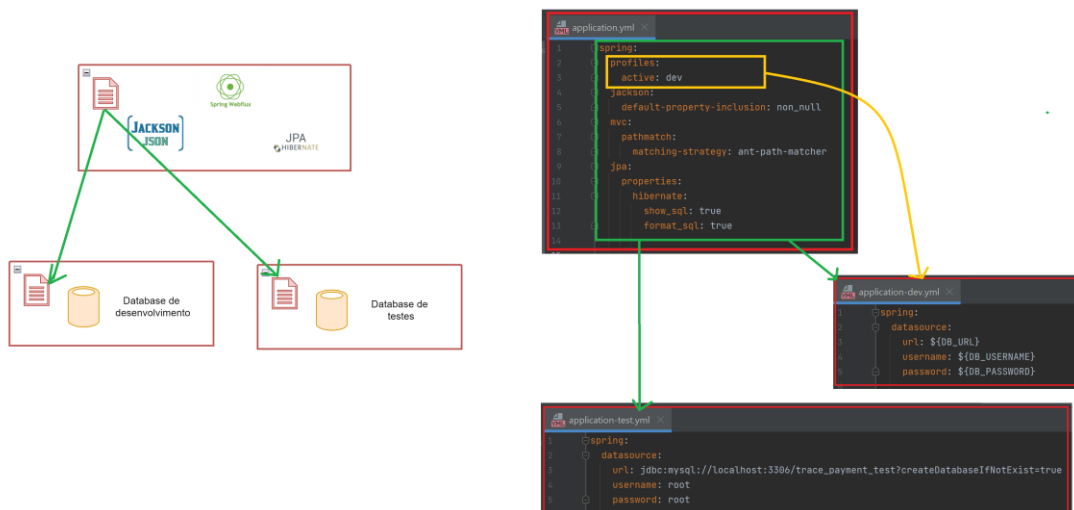 Spring Webflux
JACKSON
JSON
JPA
HIBERNATE
Database de
desenvolvimento
Database de
testes
application.yml
1 spring:
2 profiles:
3 active: dev
4 jackson:
5 default-property-inclusion: non_null
6 mvc:
7 pathmatch:
8 matching-strategy: ant-path-matcher
9 jpa:
10 properties:
11 hibernate:
12 show_sql: true
13 format_sql: true
14
application-dev.yml
1 spring:
2 datasource:
3 url: ${DB_URL}
4 username: ${DB_USERNAME}
5 password: ${DB_PASSWORD}
application-test.yml
1 spring:
2 datasource:
3 url: jdbc:mysql://localhost:3306/trace_payment_test?createDatabaseIfNotExist=true
4 username: root
5 password: root